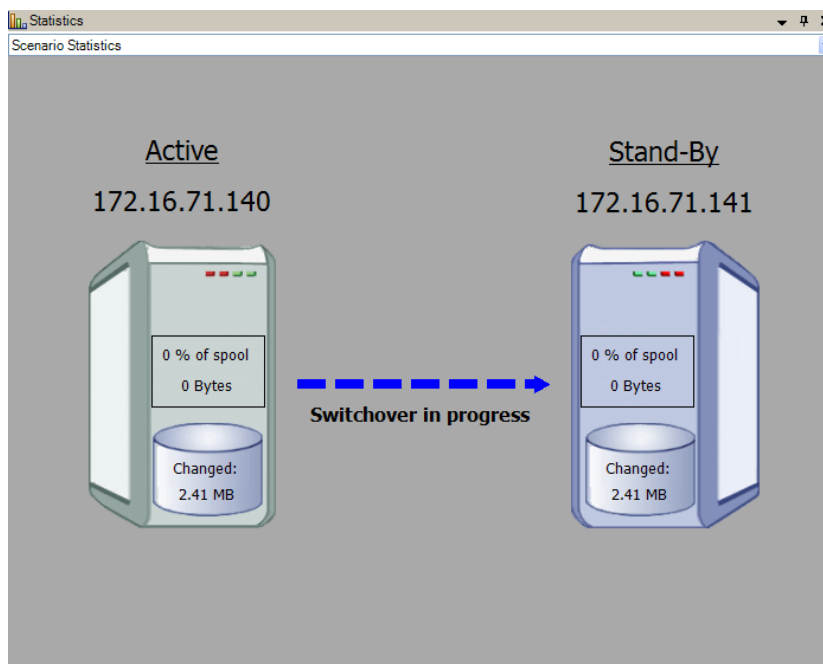 Statistics
Scenario Statistics
Active
Stand-By
172.16.71.140
172.16.71.141
0 % of spool
0 Bytes
0 % of spool
0 Bytes
Switchover in progress
Changed:
2.41 MB
Changed:
2.41 MB